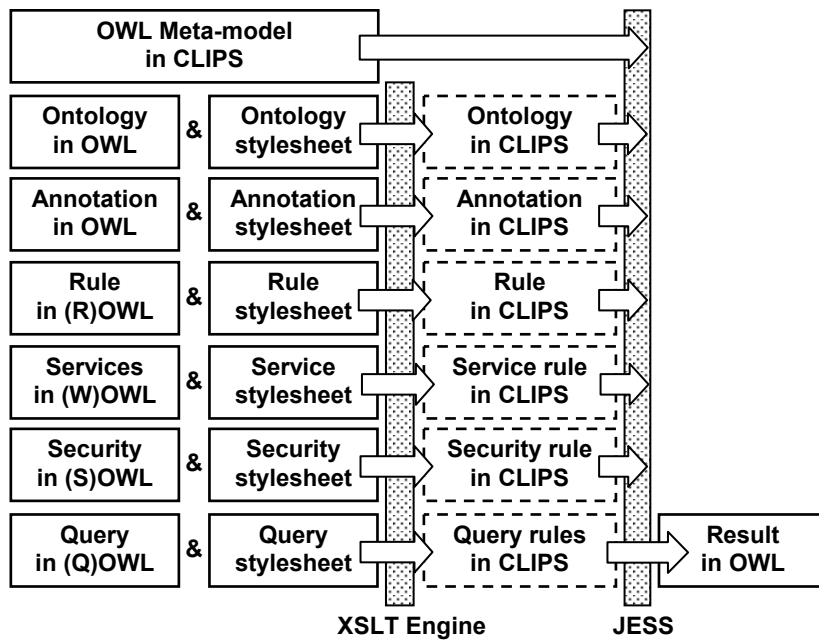 OWL Meta-model
in CLIPS
Ontology
in OWL
&
Ontology
stylesheet
Ontology
in CLIPS
Annotation
in OWL
&
Annotation
stylesheet
Annotation
in CLIPS
Rule
in (R)OWL
&
Rule
stylesheet
Rule
in CLIPS
Services
in (W)OWL
&
Service
stylesheet
Service rule
in CLIPS
Security
in (S)OWL
&
Security
stylesheet
Security rule
in CLIPS
Query
in (Q)OWL
&
Query
stylesheet
Query rules
in CLIPS
Result
in OWL
XSLT Engine
JESS